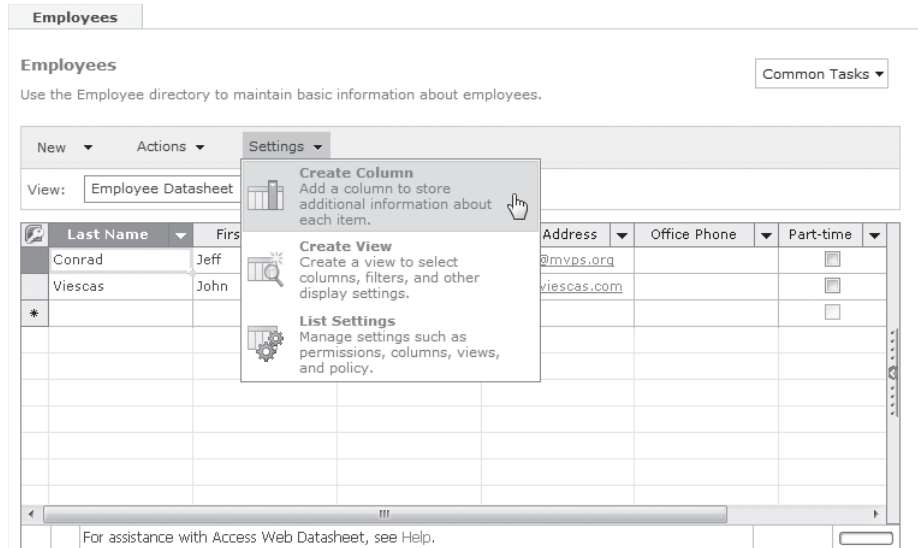 Employees
Employees
Common Tasks
Use the Employee directory to maintain basic information about employees.
New Actions Settings
View: Employee Datasheet
Create Column
Add a column to store
additional information about
each item.
Create View
Create a view to select
columns, filters, and other
display settings.
List Settings
Manage settings such as
permissions, columns, views,
and policy.
Last Name Firs Address Office Phone Part-time
Conrad Jeff @mvps.org
Viescas John viescas.com
*
For assistance with Access Web Datasheet, see Help.